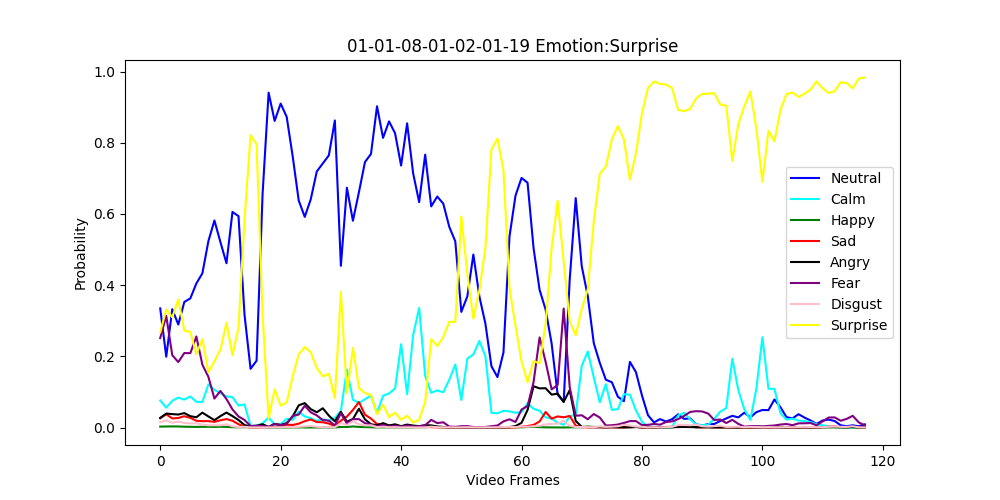 01-01-08-01-02-01-19 Emotion:Surprise
Probability
1.0
0.8
0.6
0.4
0.2
0.0
0
20
40
60
80
100
120
Video Frames
Neutral
Calm
Happy
Sad
Angry
Fear
Disgust
Surprise